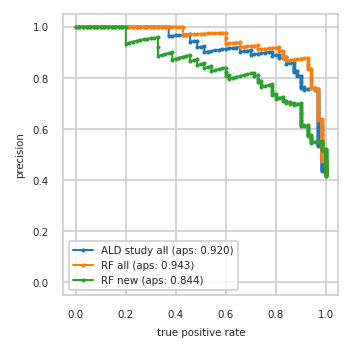 1.0
0.8
0.6
0.4
0.2
0.0
precision
ALD study all (aps: 0.920)
RF all (aps: 0.943)
RF new (aps: 0.844)
0.0 0.2 0.4 0.6 0.8 1.0
true positive rate